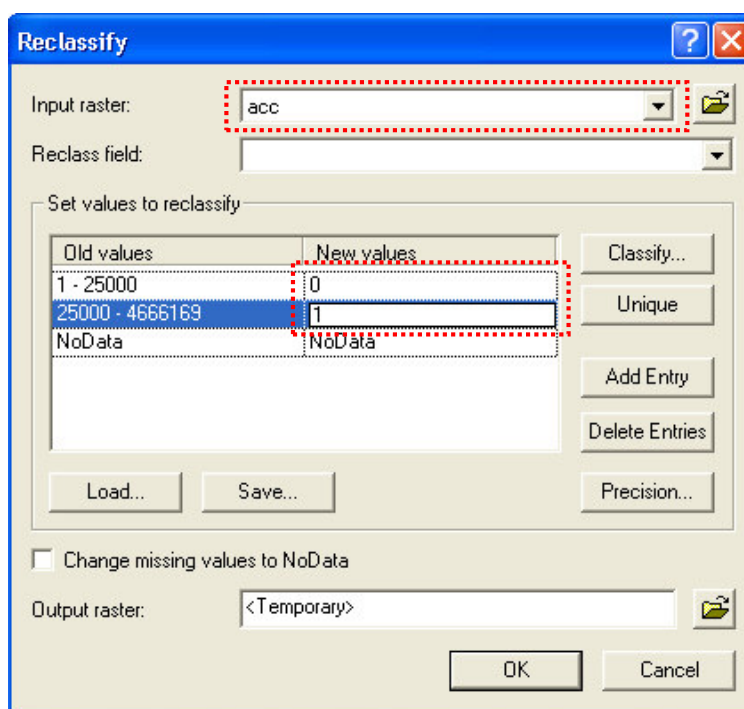 Reclassify
Input raster: acc
Reclass field:
Set values to reclassify
Old values New values
1 - 25000 0
25000 - 4666169 1
NoData NoData
Classify...
Unique
Add Entry
Delete Entries
Load... Save... Precision...
Change missing values to NoData
Output raster: <Temporary>
OK Cancel